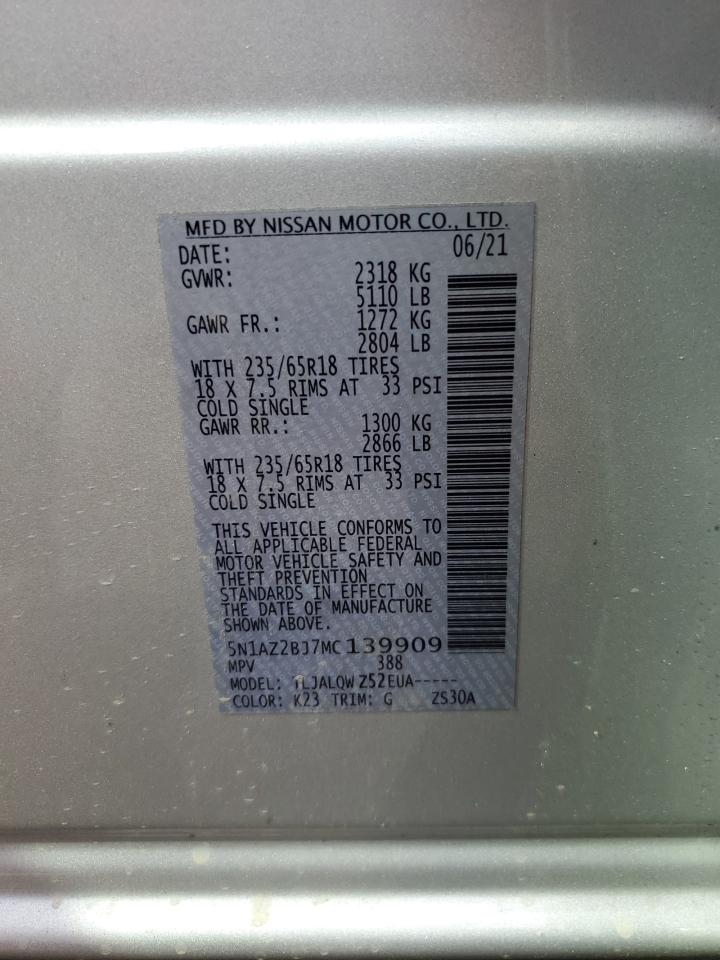 MFD BY NISSAN MOTOR CO., LTD.
DATE: 06/21
GVWR: 2318 KG
5110 LB
GAWR FR.: 1272 KG
2804 LB
WITH 235/65R18 TIRES
18 X 7.5 RIMS AT 33 PSI
COLD SINGLE
GAWR RR.: 1300 KG
2866 LB
WITH 235/65R18 TIRES
18 X 7.5 RIMS AT 33 PSI
COLD SINGLE
THIS VEHICLE CONFORMS TO
ALL APPLICABLE FEDERAL
MOTOR VEHICLE SAFETY AND
THEFT PREVENTION
STANDARDS IN EFFECT ON
THE DATE OF MANUFACTURE
SHOWN ABOVE.
5N1AZ2BJ7MC139909
MPV 388
MODEL: TLJALQW Z52EUA-----
COLOR: K23 TRIM: G ZS30A